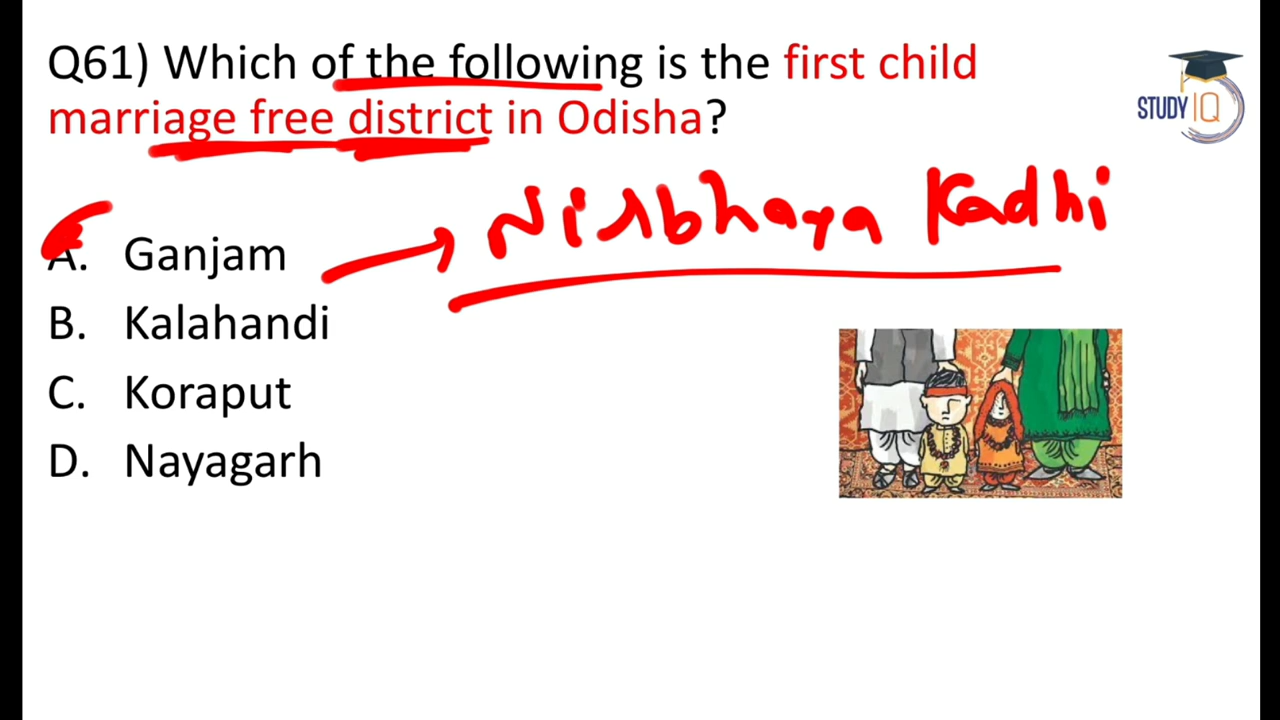 Q61) Which of the following is the first child
marriage free district in Odisha?
STUDY IQ
Nirbhaya Kadhi
A. Ganjam
B. Kalahandi
C. Koraput
D. Nayagarh